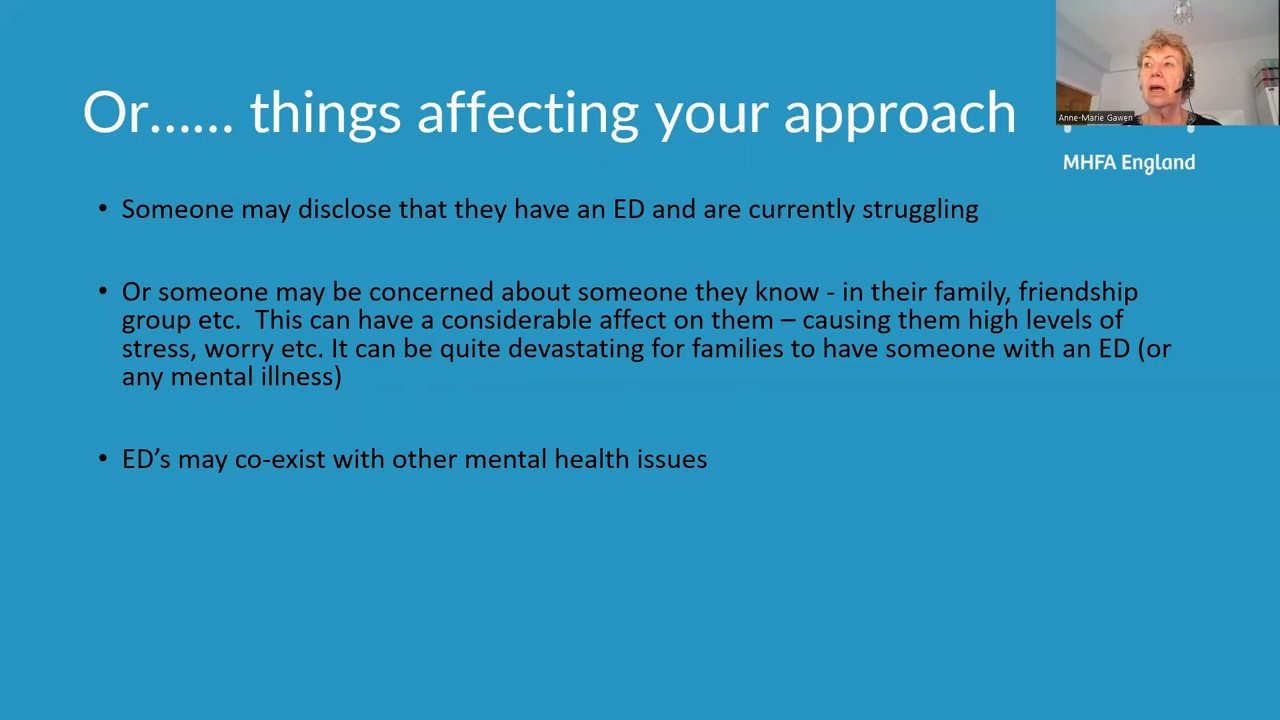 Or...... things affecting your approach
Anne-Marie Gawen
MHFA England
• Someone may disclose that they have an ED and are currently struggling
• Or someone may be concerned about someone they know - in their family, friendship
group etc.  This can have a considerable affect on them – causing them high levels of
stress, worry etc. It can be quite devastating for families to have someone with an ED (or
any mental illness)
• ED’s may co-exist with other mental health issues